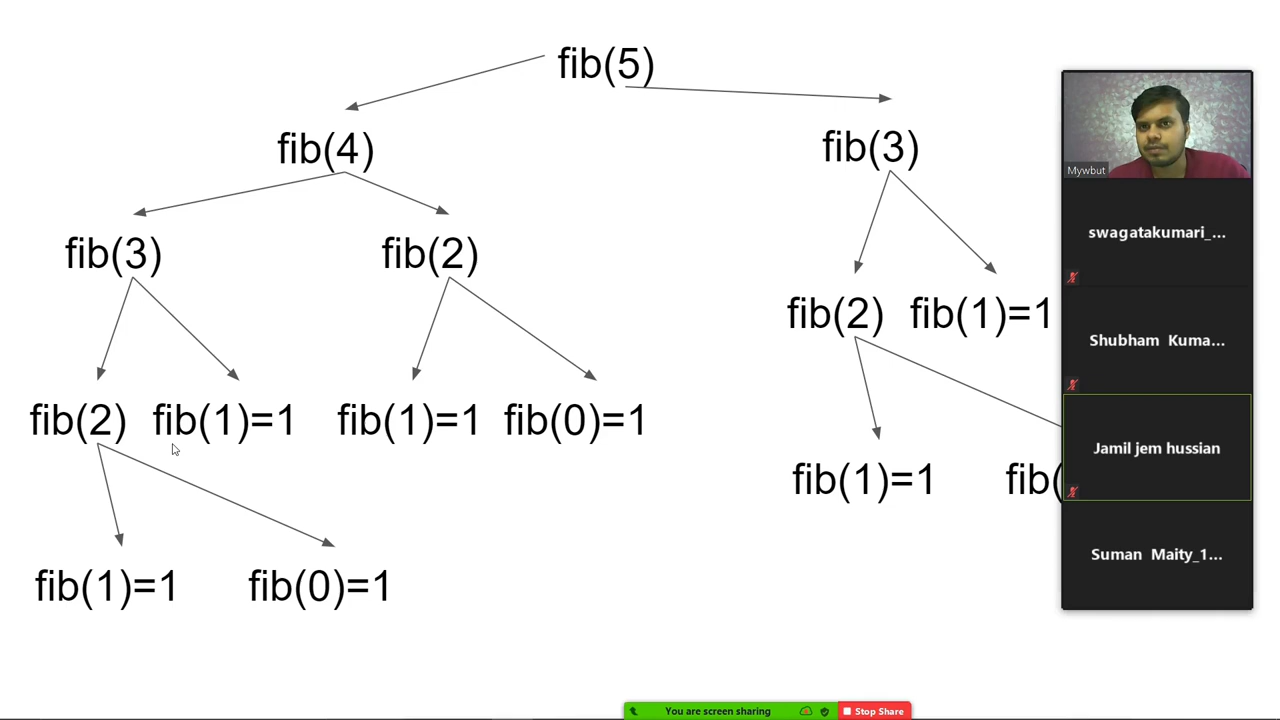 fib(5)
fib(4)
fib(3)
fib(3)
fib(2)
fib(2)
fib(1)=1
fib(2)
fib(1)=1
fib(1)=1
fib(0)=1
fib(1)=1
fib(
fib(1)=1
fib(0)=1
Mywbut
swagatakumari_...
Shubham Kuma...
Jamil jem hussian
Suman Maity_1...
You are screen sharing
Stop Share